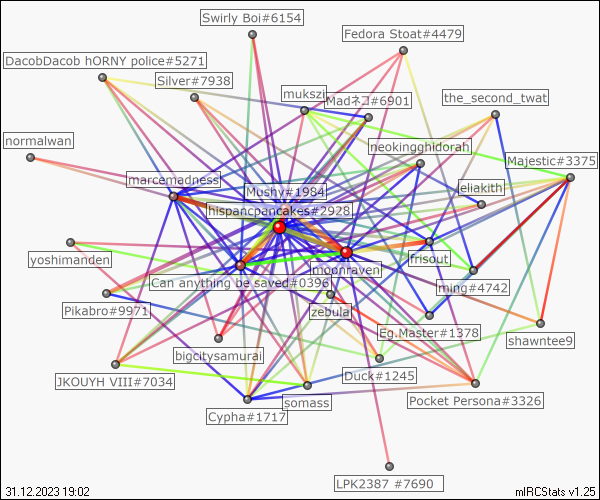 Swirly Boi#6154
Fedora Stoat#4479
DacobDacob hORNY police#5271
Silver#7938
mukszi
Madネコ#6901
the_second_twat
normalwan
neokingghidorah
Majestic#3375
marcemadness
Mushy#1984
eliakith
hispancpancakes#2928
yoshimanden
moonraven
frisout
Can anything be saved#0396
ming#4742
Pikabro#9971
zebula
Eg.Master#1378
shawntee9
bigcitysamurai
JKOUYH VIII#7034
Duck#1245
somass
Pocket Persona#3326
Cypha#1717
LPK2387 #7690
31.12.2023 19:02
mIRCStats v1.25